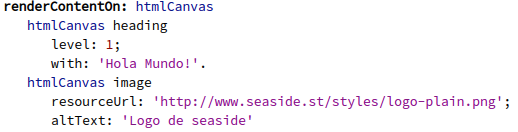 renderContentOn: htmlCanvas
htmlCanvas heading
level: 1;
with: 'Hola Mundo!'.
htmlCanvas image
resourceUrl: 'http://www.seaside.st/styles/logo-plain.png';
altText: 'Logo de seaside'